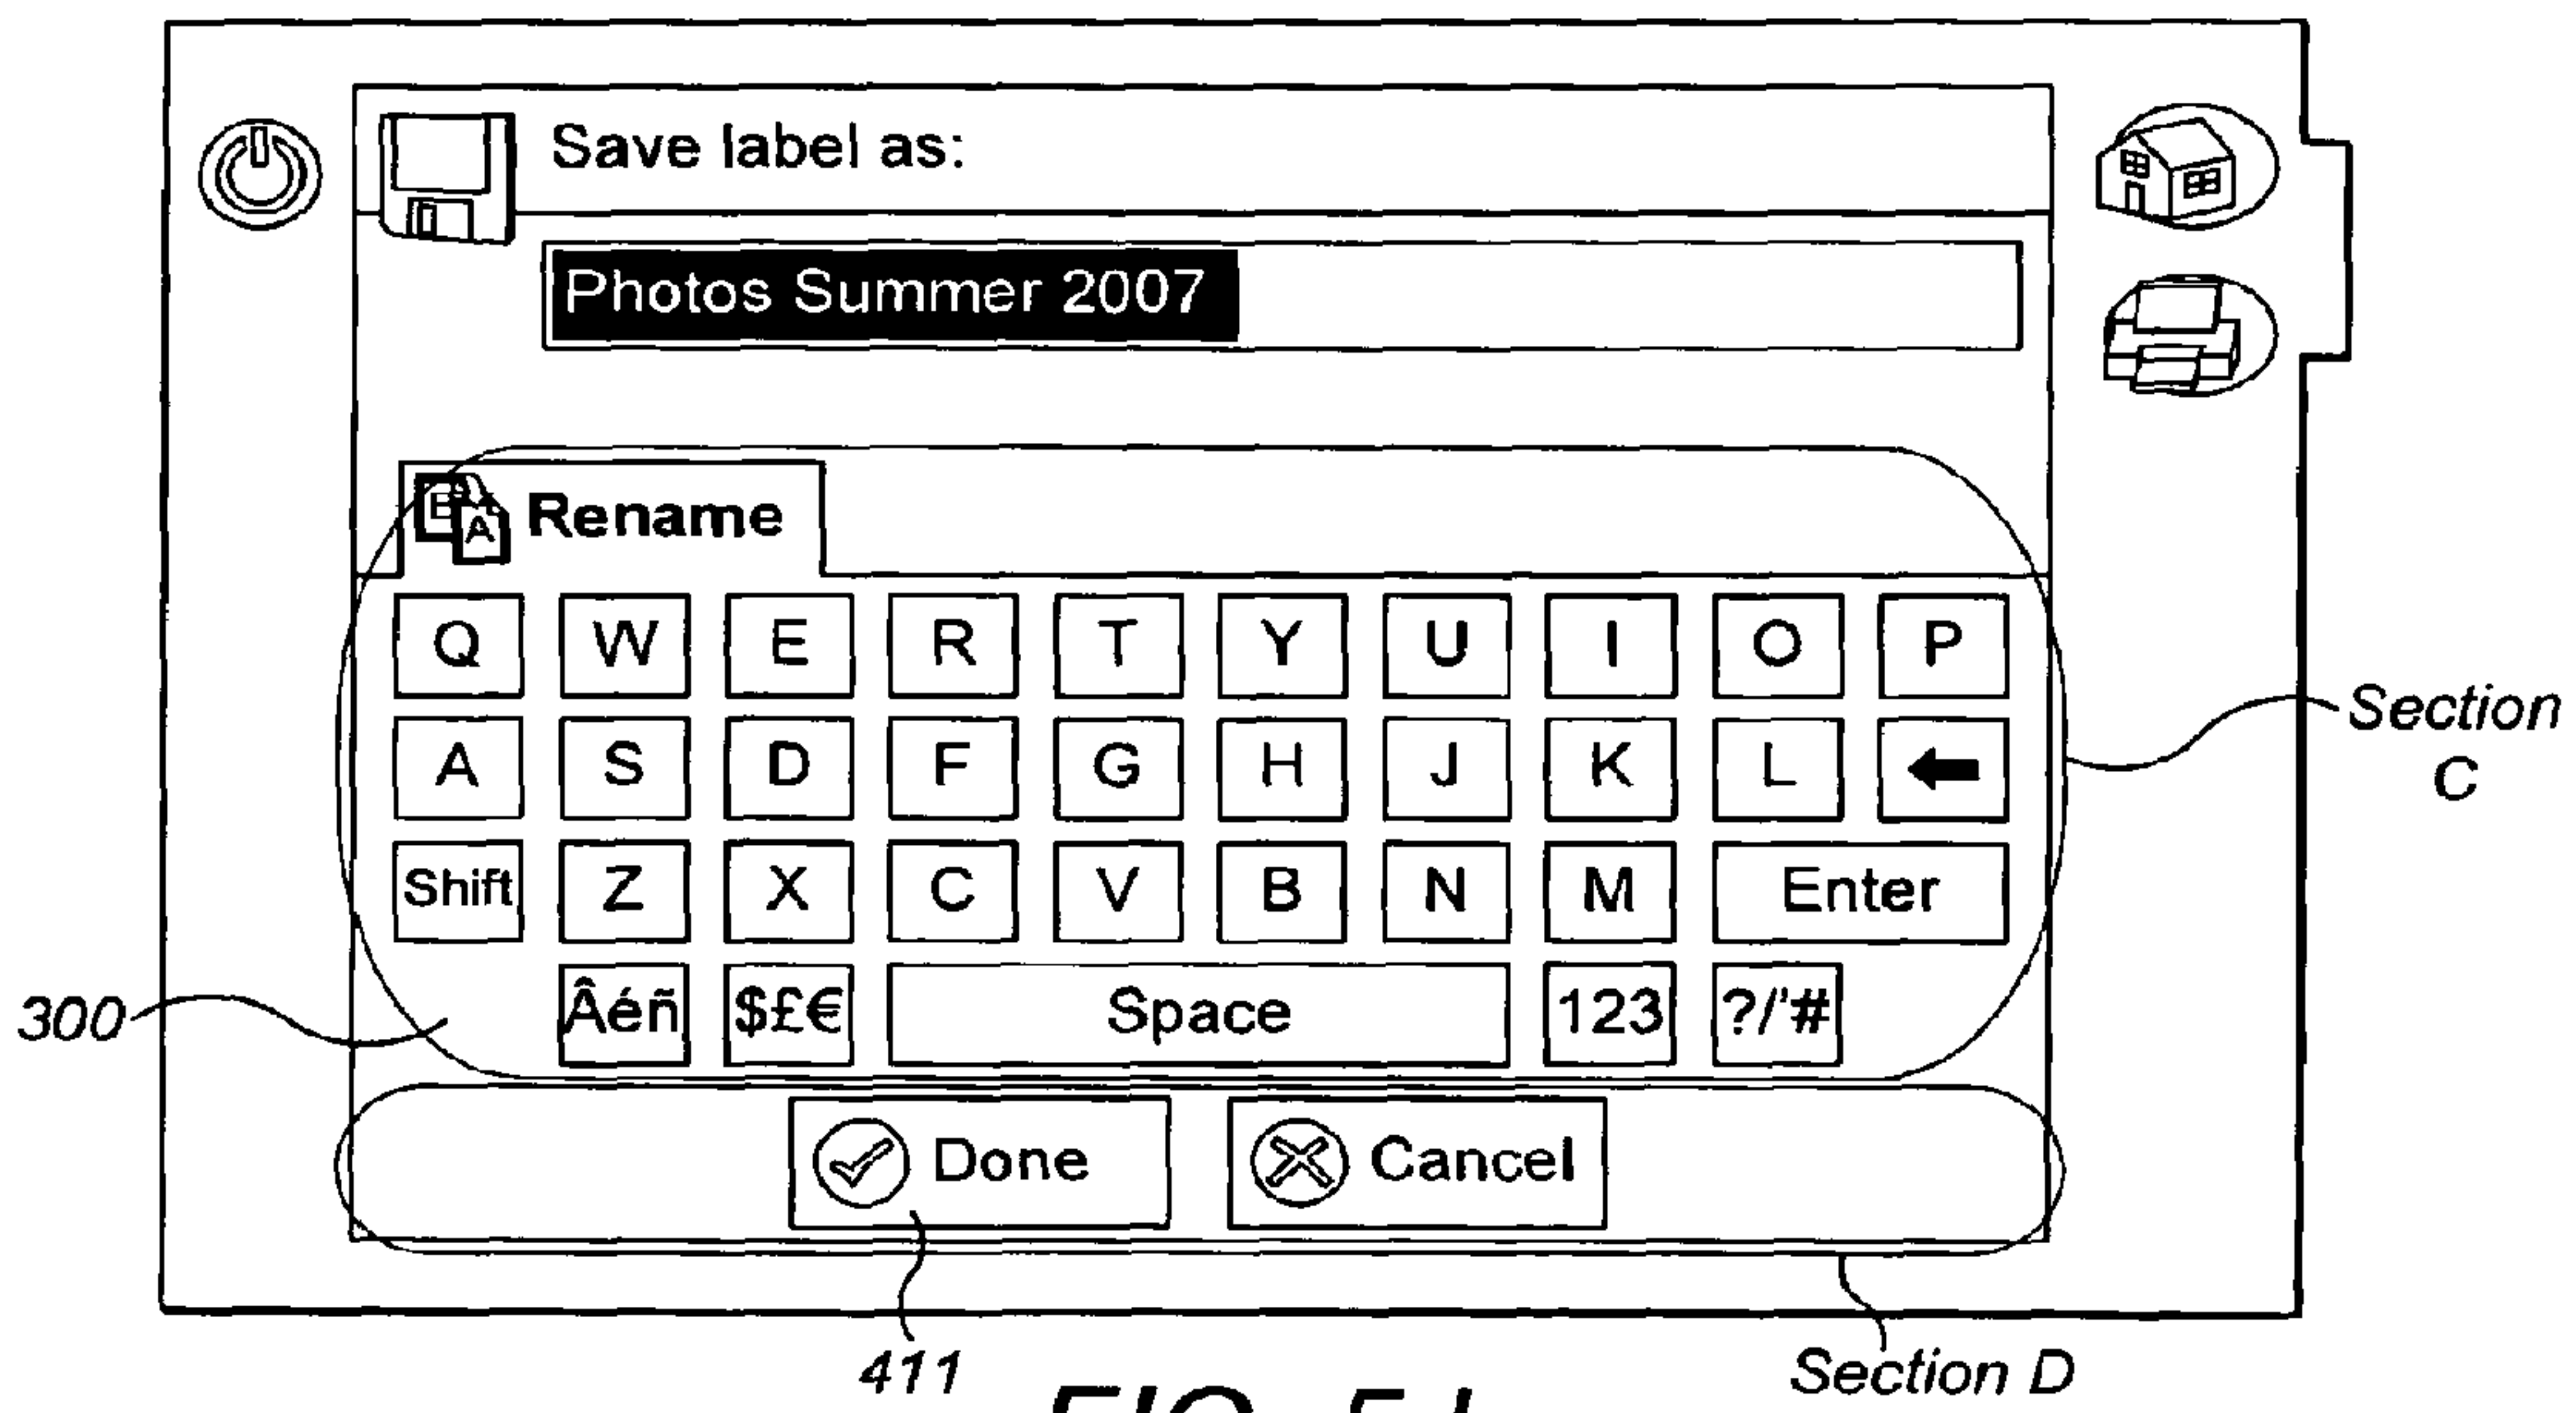 Save label as:
Photos Summer 2007
B A Rename
Q W E R T Y U I O P
A S D F G H J K L
Section
C
Shift Z X C V B N M Enter
300
Âéñ $£€ Space 123 ?/'#
Done Cancel
411
Section D